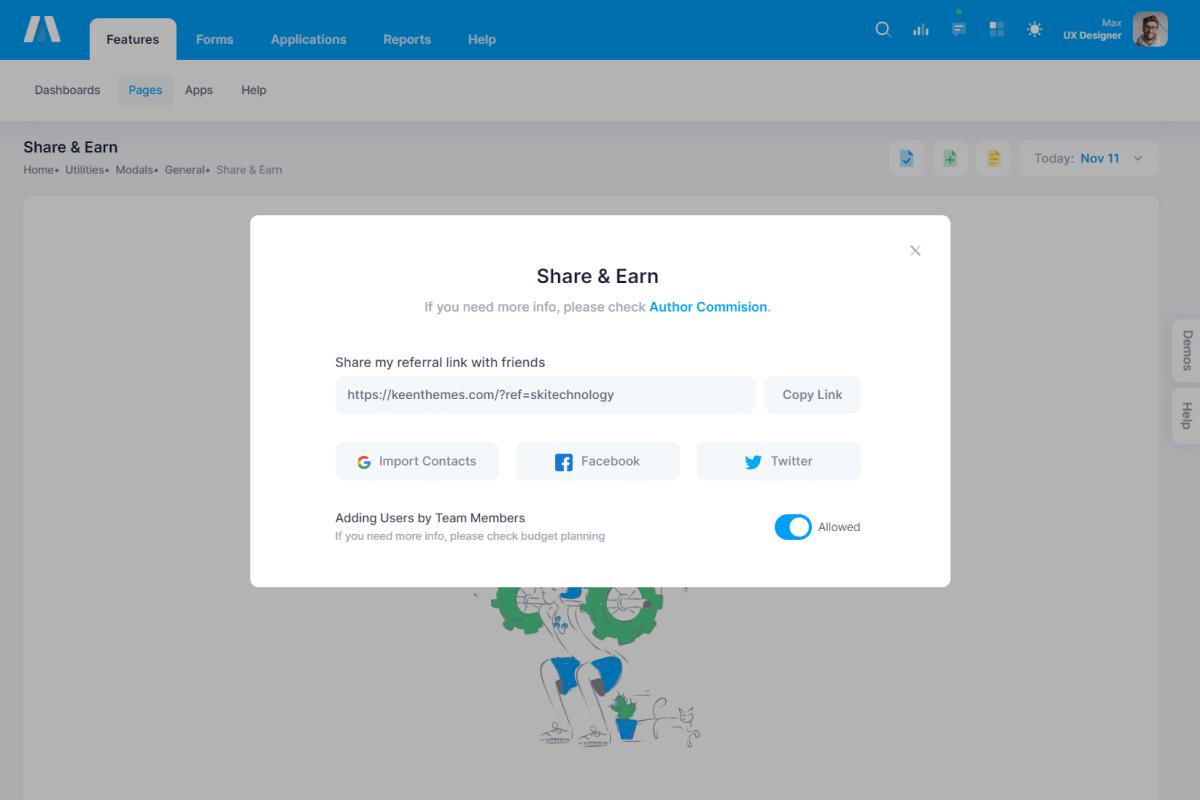 Features Forms Applications Reports Help
Max
UX Designer
Dashboards Pages Apps Help
Share & Earn
Home• Utilities• Modals• General• Share & Earn
Today: Nov 11
Share & Earn
If you need more info, please check Author Commision.
Share my referral link with friends
https://keenthemes.com/?ref=skitechnology Copy Link
Import Contacts Facebook Twitter
Adding Users by Team Members
If you need more info, please check budget planning
Allowed
Demos
Help